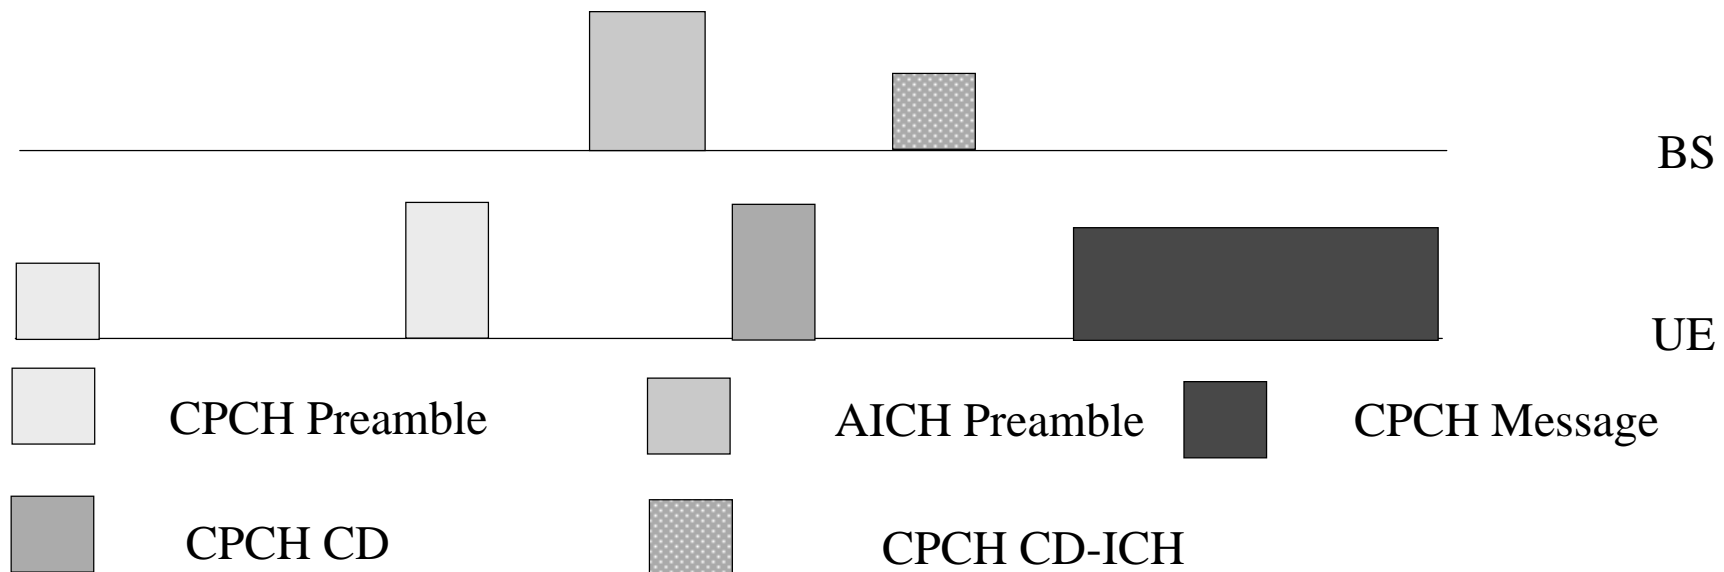 BS
UE
CPCH Preamble
AICH Preamble
CPCH Message
CPCH CD
CPCH CD-ICH